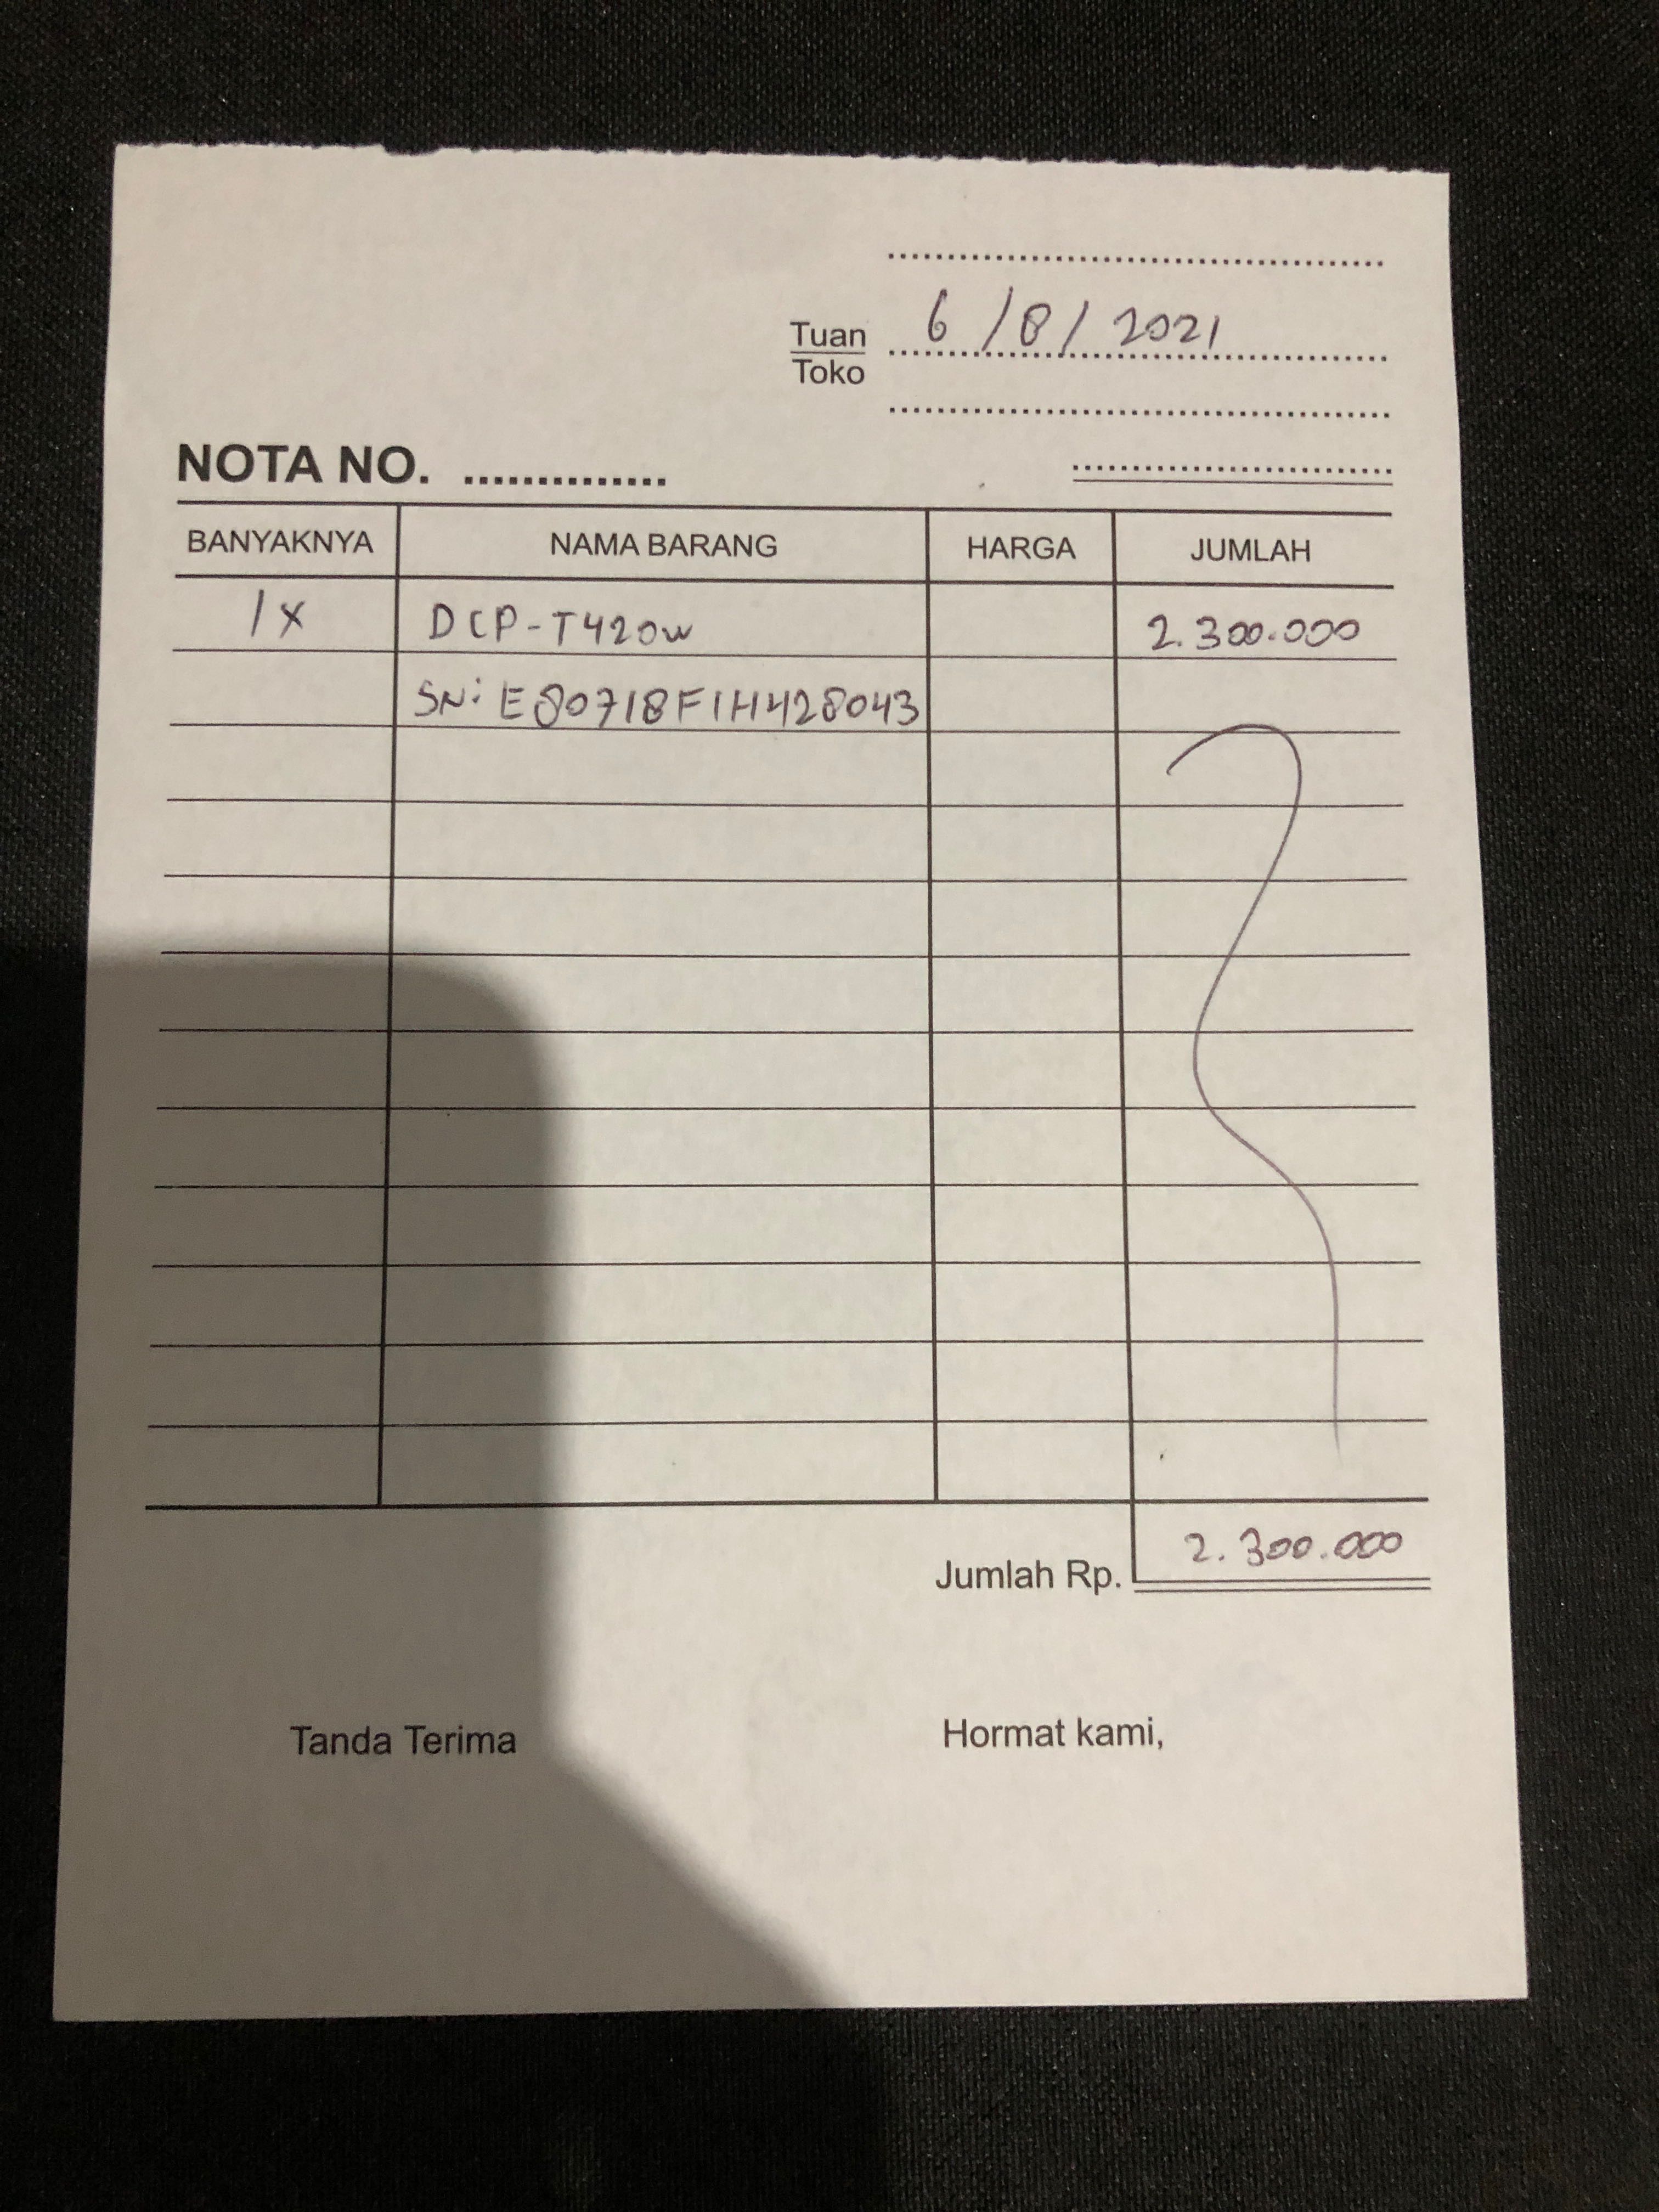 6/8/2021
Tuan
Toko
NOTA NO. ..............
BANYAKNYA NAMA BARANG HARGA JUMLAH
1x DCP-T420w 2.300.000
SN: E80718F1H428043
Jumlah Rp. 2.300.000
Tanda Terima Hormat kami,